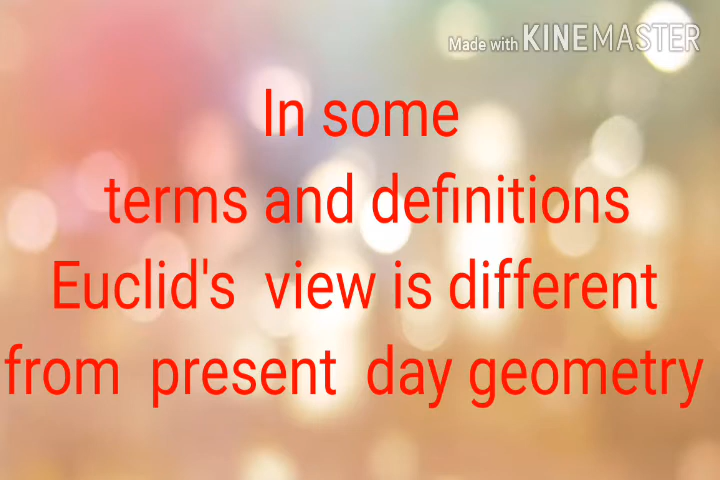 Made with KINEMASTER
In some
terms and definitions
Euclid's view is different
from present day geometry